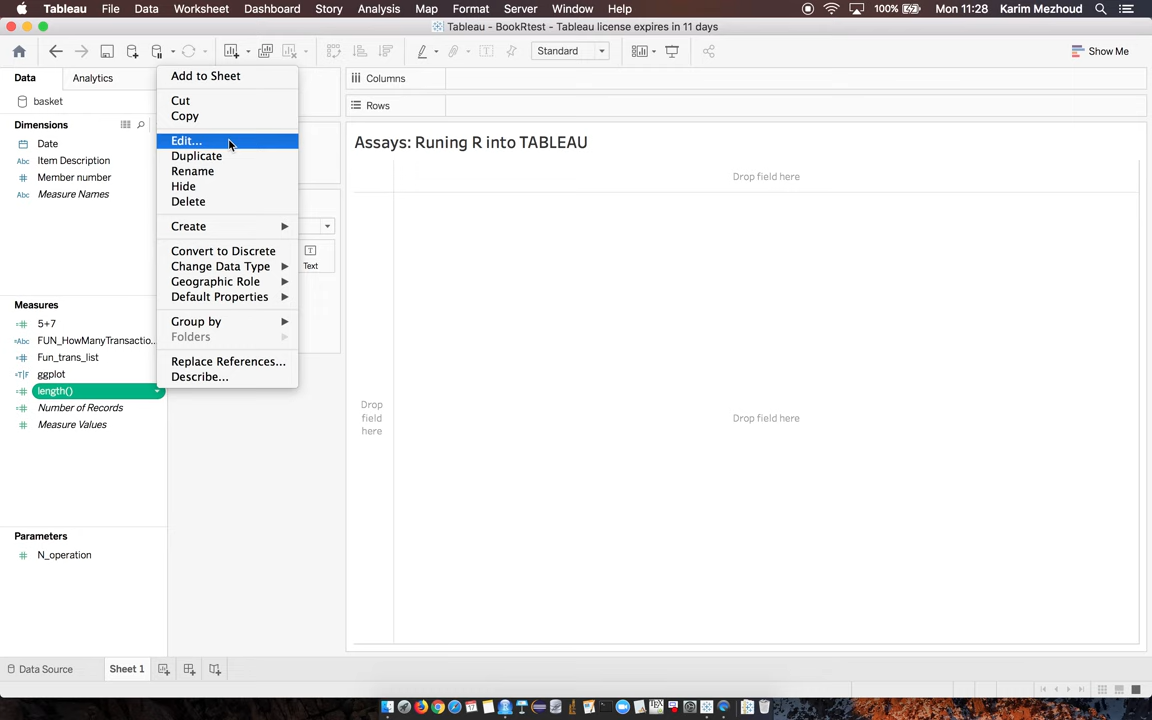 Tableau File Data Worksheet Dashboard Story Analysis Map Format Server Window Help 100% Mon 11:28 Karim Mezhoud
Tableau - BookRtest - Tableau license expires in 11 days
Standard Show Me
Data Analytics
Columns
Rows
basket
Dimensions
Date
Abc Item Description
Member number
Abc Measure Names
Measures
5+7
=Abc FUN_HowManyTransactio..
Fun_trans_list
=T|F ggplot
length()
Number of Records
Measure Values
Parameters
N_operation
Add to Sheet
Cut
Copy
Edit...
Duplicate
Rename
Hide
Delete
Create
Convert to Discrete
Change Data Type
Geographic Role
Default Properties
Group by
Folders
Replace References...
Describe...
T
Text
Assays: Runing R into TABLEAU
Drop field here
Drop
field
here
Drop field here
Data Source Sheet 1